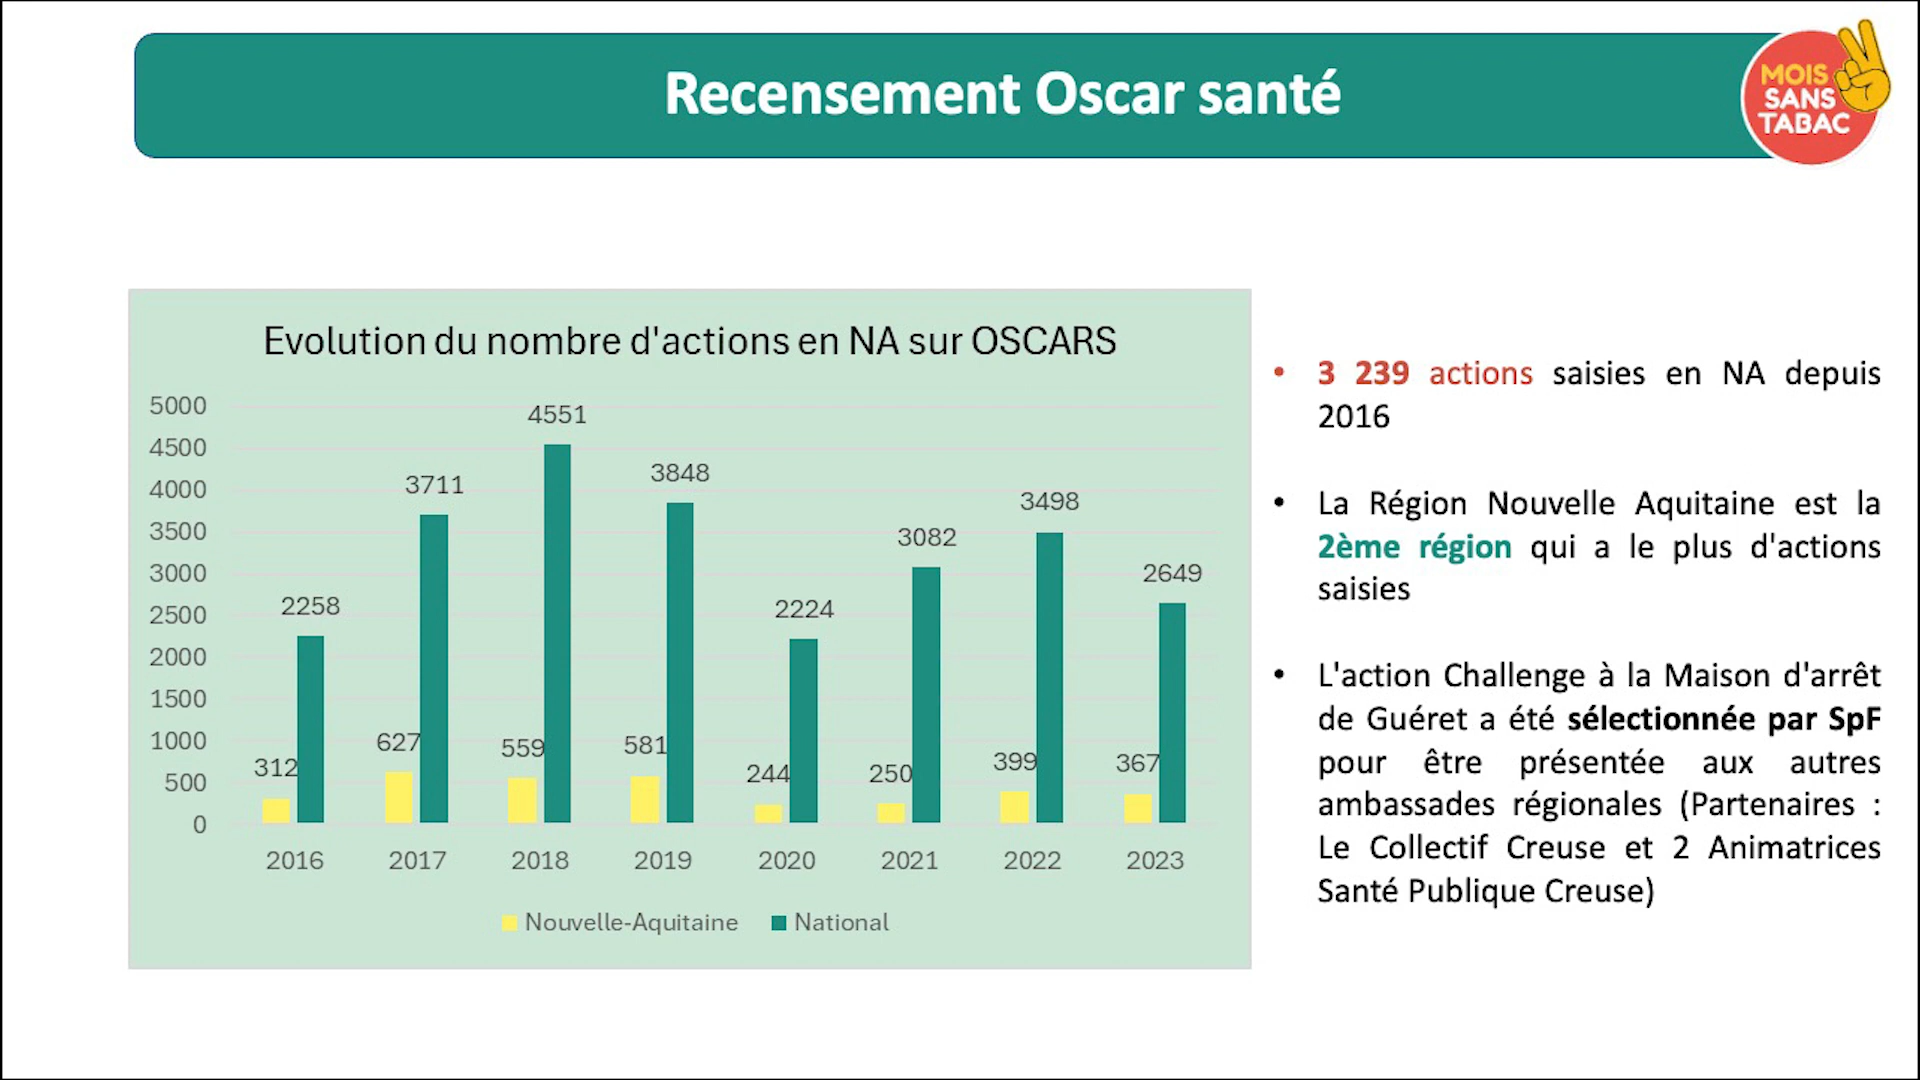 Recensement Oscar santé
MOIS
SANS
TABAC
Evolution du nombre d'actions en NA sur OSCARS
5000
4500
4000
3500
3000
2500
2000
1500
1000
500
0
312
2258
627
3711
559
4551
581
3848
244
2224
250
3082
399
3498
367
2649
2016
2017
2018
2019
2020
2021
2022
2023
Nouvelle-Aquitaine
National
• 3 239 actions saisies en NA depuis
2016
• La Région Nouvelle Aquitaine est la
2ème région qui a le plus d'actions
saisies
• L'action Challenge à la Maison d'arrêt
de Guéret a été sélectionnée par SpF
pour être présentée aux autres
ambassades régionales (Partenaires :
Le Collectif Creuse et 2 Animatrices
Santé Publique Creuse)